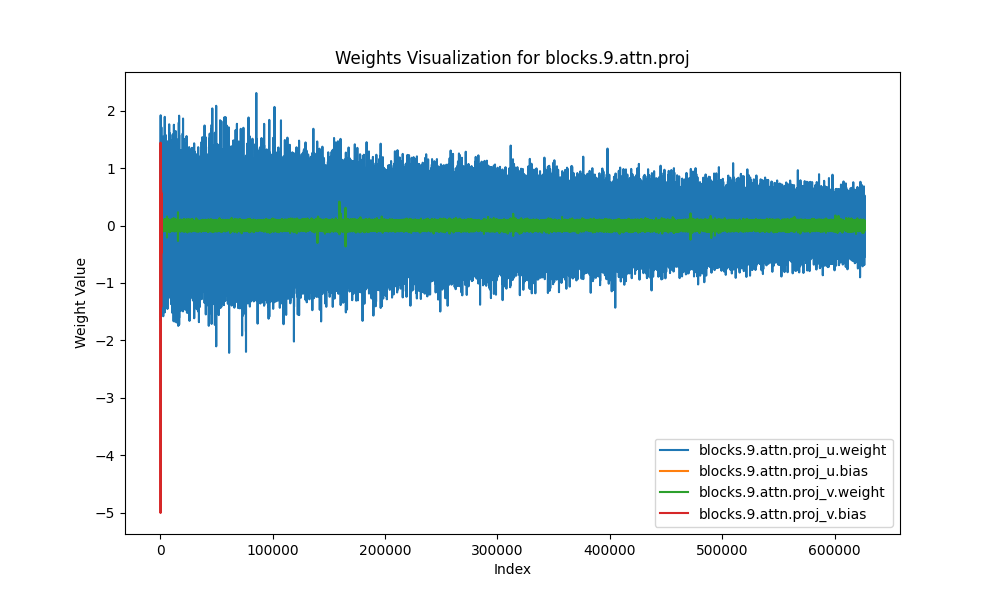 Weights Visualization for blocks.9.attn.proj
2
1
0
−1
−2
−3
−4
−5
Weight Value
0
100000
200000
300000
400000
500000
600000
Index
blocks.9.attn.proj_u.weight
blocks.9.attn.proj_u.bias
blocks.9.attn.proj_v.weight
blocks.9.attn.proj_v.bias